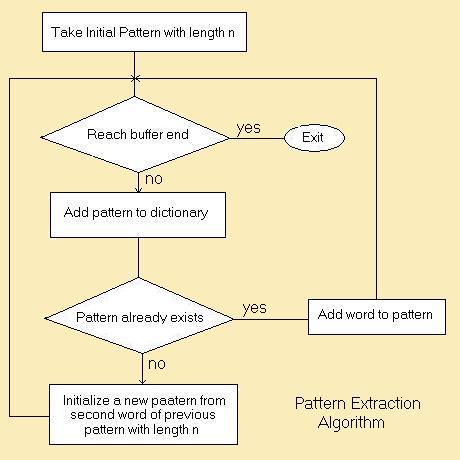 Take Initial Pattern with length n
Reach buffer end
yes
Exit
no
Add pattern to dictionary
Pattern already exists
yes
Add word to pattern
no
Initialize a new paatern from
second word of previous
pattern with length n
Pattern Extraction
Algorithm